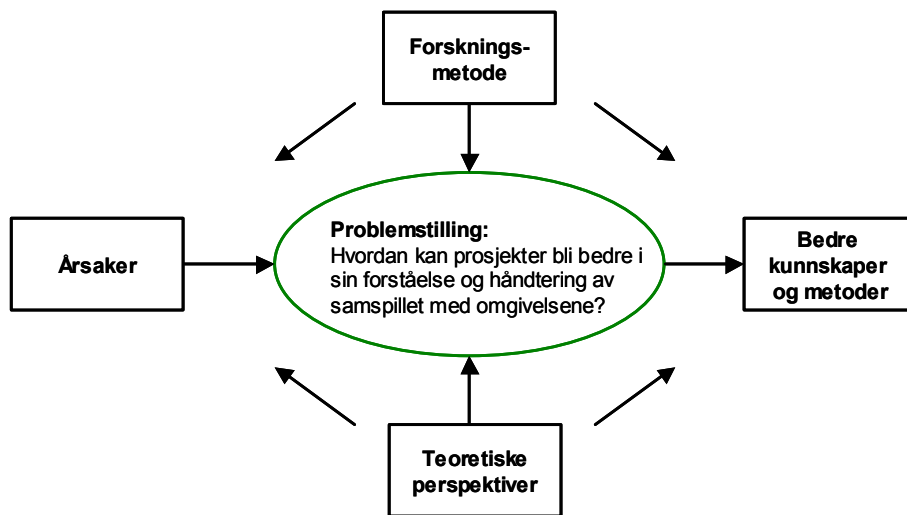 Forsknings-
metode
Årsaker
Problemstilling:
Hvordan kan prosjekter bli bedre i
sin forståelse og håndtering av
samspillet med omgivelsene?
Bedre
kunnskaper
og metoder
Teoretiske
perspektiver